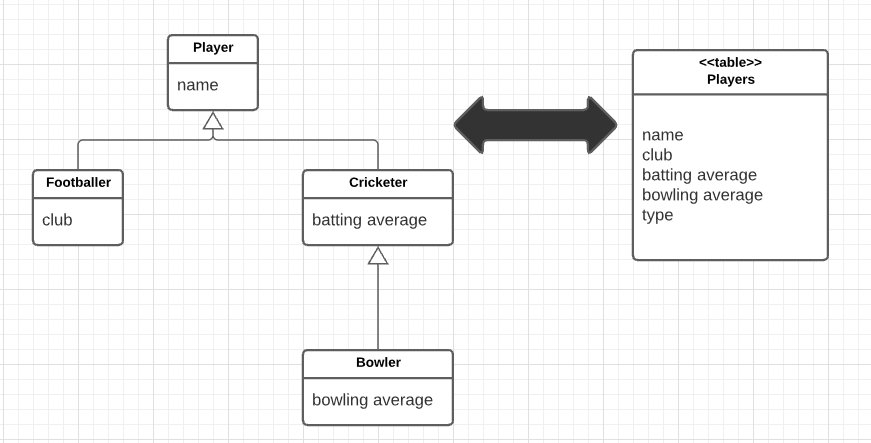 Player
name
Footballer
club
Cricketer
batting average
Bowler
bowling average
<<table>>
Players
name
club
batting average
bowling average
type